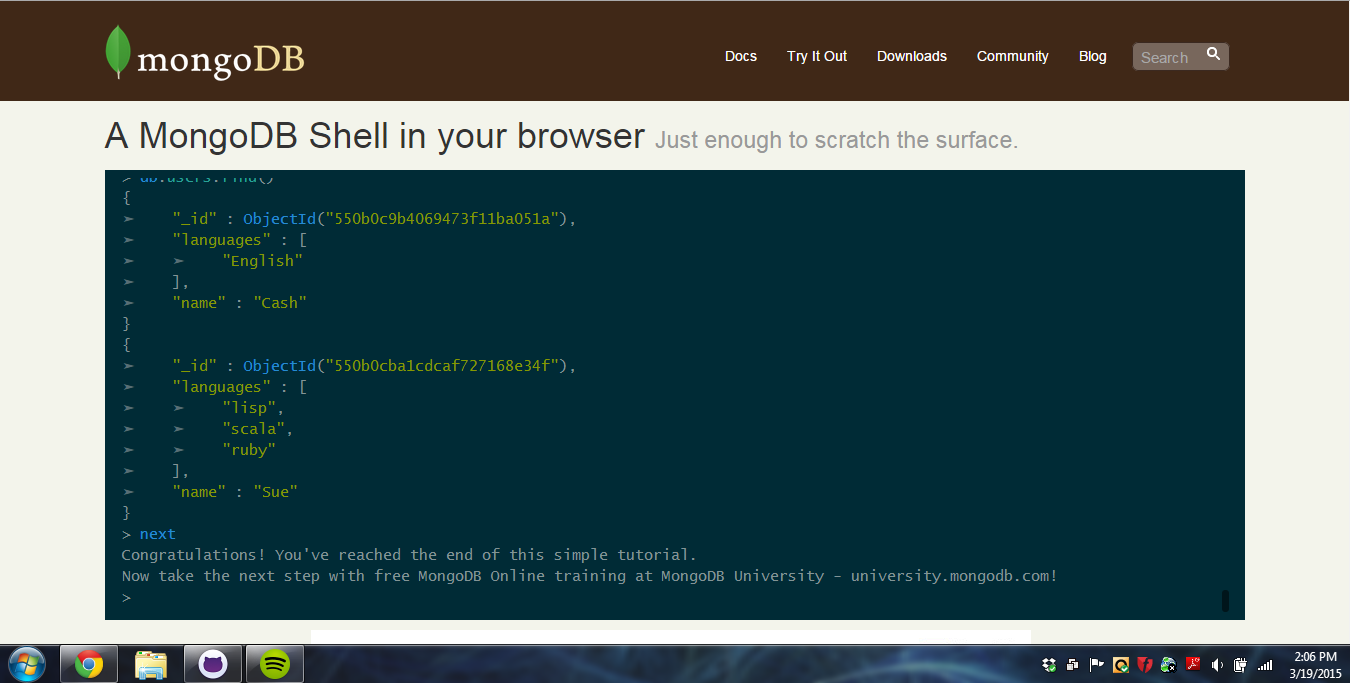 mongoDB
Docs Try It Out Downloads Community Blog Search
A MongoDB Shell in your browser Just enough to scratch the surface.
> db.users.find()
{
➤ "_id" : ObjectId("550b0c9b4069473f11ba051a"),
➤ "languages" : [
➤ ➤ "English"
➤ ],
➤ "name" : "Cash"
}
{
➤ "_id" : ObjectId("550b0cba1cdcaf727168e34f"),
➤ "languages" : [
➤ ➤ "lisp",
➤ ➤ "scala",
➤ ➤ "ruby"
➤ ],
➤ "name" : "Sue"
}
> next
Congratulations! You've reached the end of this simple tutorial.
Now take the next step with free MongoDB Online training at MongoDB University - university.mongodb.com!
>
2:06 PM
3/19/2015